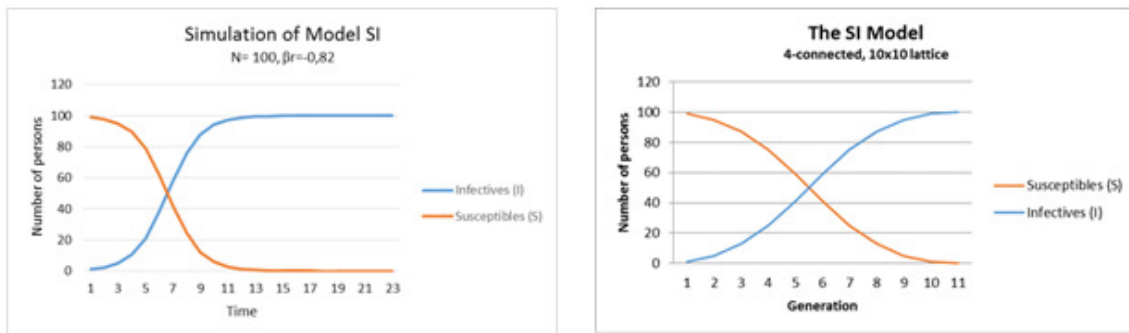 Simulation of Model SI
N= 100, βr=-0,82
120
100
80
60
40
20
0
Number of persons
1 3 5 7 9 11 13 15 17 19 21 23
Time
Infectives (I)
Susceptibles (S)
The SI Model
4-connected, 10x10 lattice
120
100
80
60
40
20
0
Number of persons
1 2 3 4 5 6 7 8 9 10 11
Generation
Susceptibles (S)
Infectives (I)